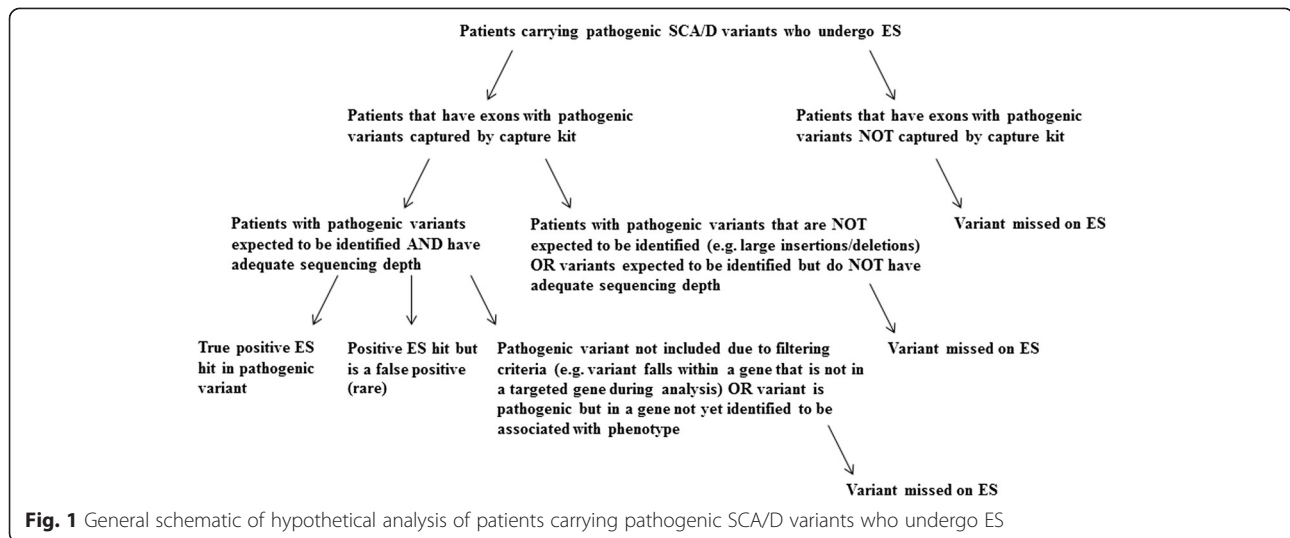 Patients carrying pathogenic SCA/D variants who undergo ES
Patients that have exons with pathogenic
variants captured by capture kit
Patients that have exons with pathogenic
variants NOT captured by capture kit
Patients with pathogenic variants
expected to be identified AND have
adequate sequencing depth
Patients with pathogenic variants that are NOT
expected to be identified (e.g. large insertions/deletions)
OR variants expected to be identified but do NOT have
adequate sequencing depth
Variant missed on ES
True positive ES
hit in pathogenic
variant
Positive ES hit but
is a false positive
(rare)
Pathogenic variant not included due to filtering
criteria (e.g. variant falls within a gene that is not in
a targeted gene during analysis) OR variant is
pathogenic but in a gene not yet identified to be
associated with phenotype
Variant missed on ES
Variant missed on ES
Fig. 1 General schematic of hypothetical analysis of patients carrying pathogenic SCA/D variants who undergo ES